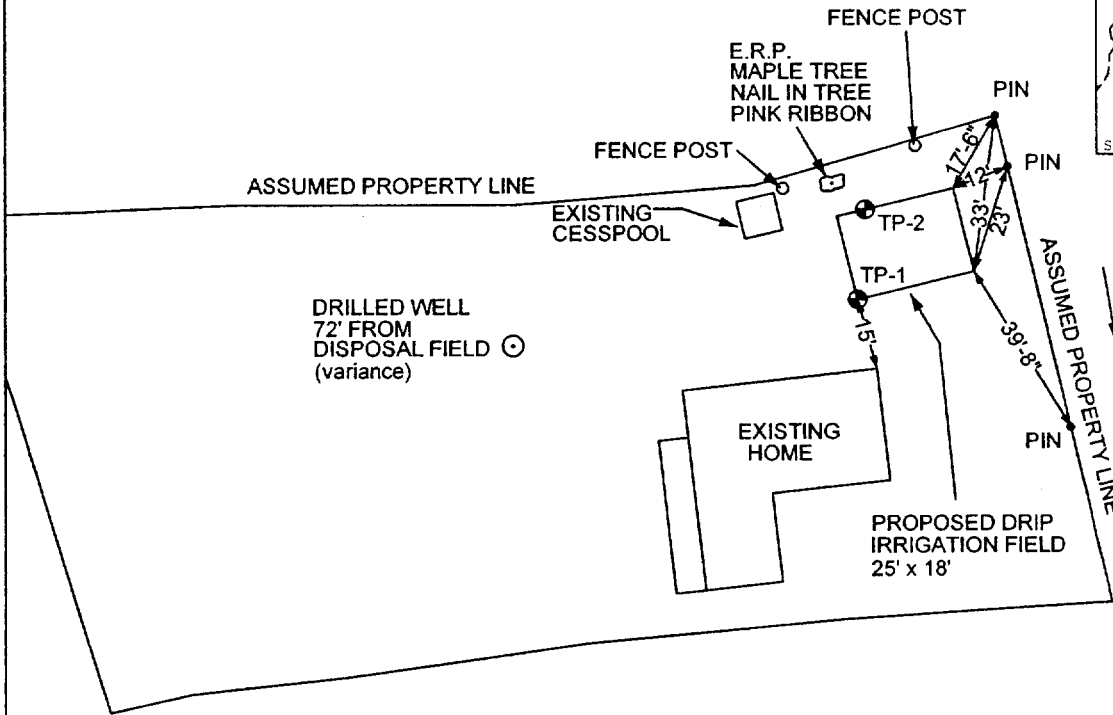 FENCE POST
E.R.P.
MAPLE TREE
NAIL IN TREE
PINK RIBBON
PIN
FENCE POST
PIN
ASSUMED PROPERTY LINE
EXISTING
CESSPOOL
17'-6"
12'
33'
23'
TP-2
TP-1
15'
39'-8"
ASSUMED PROPERTY LINE
DRILLED WELL
72' FROM
DISPOSAL FIELD
(variance)
EXISTING
HOME
PIN
PROPOSED DRIP
IRRIGATION FIELD
25' x 18'